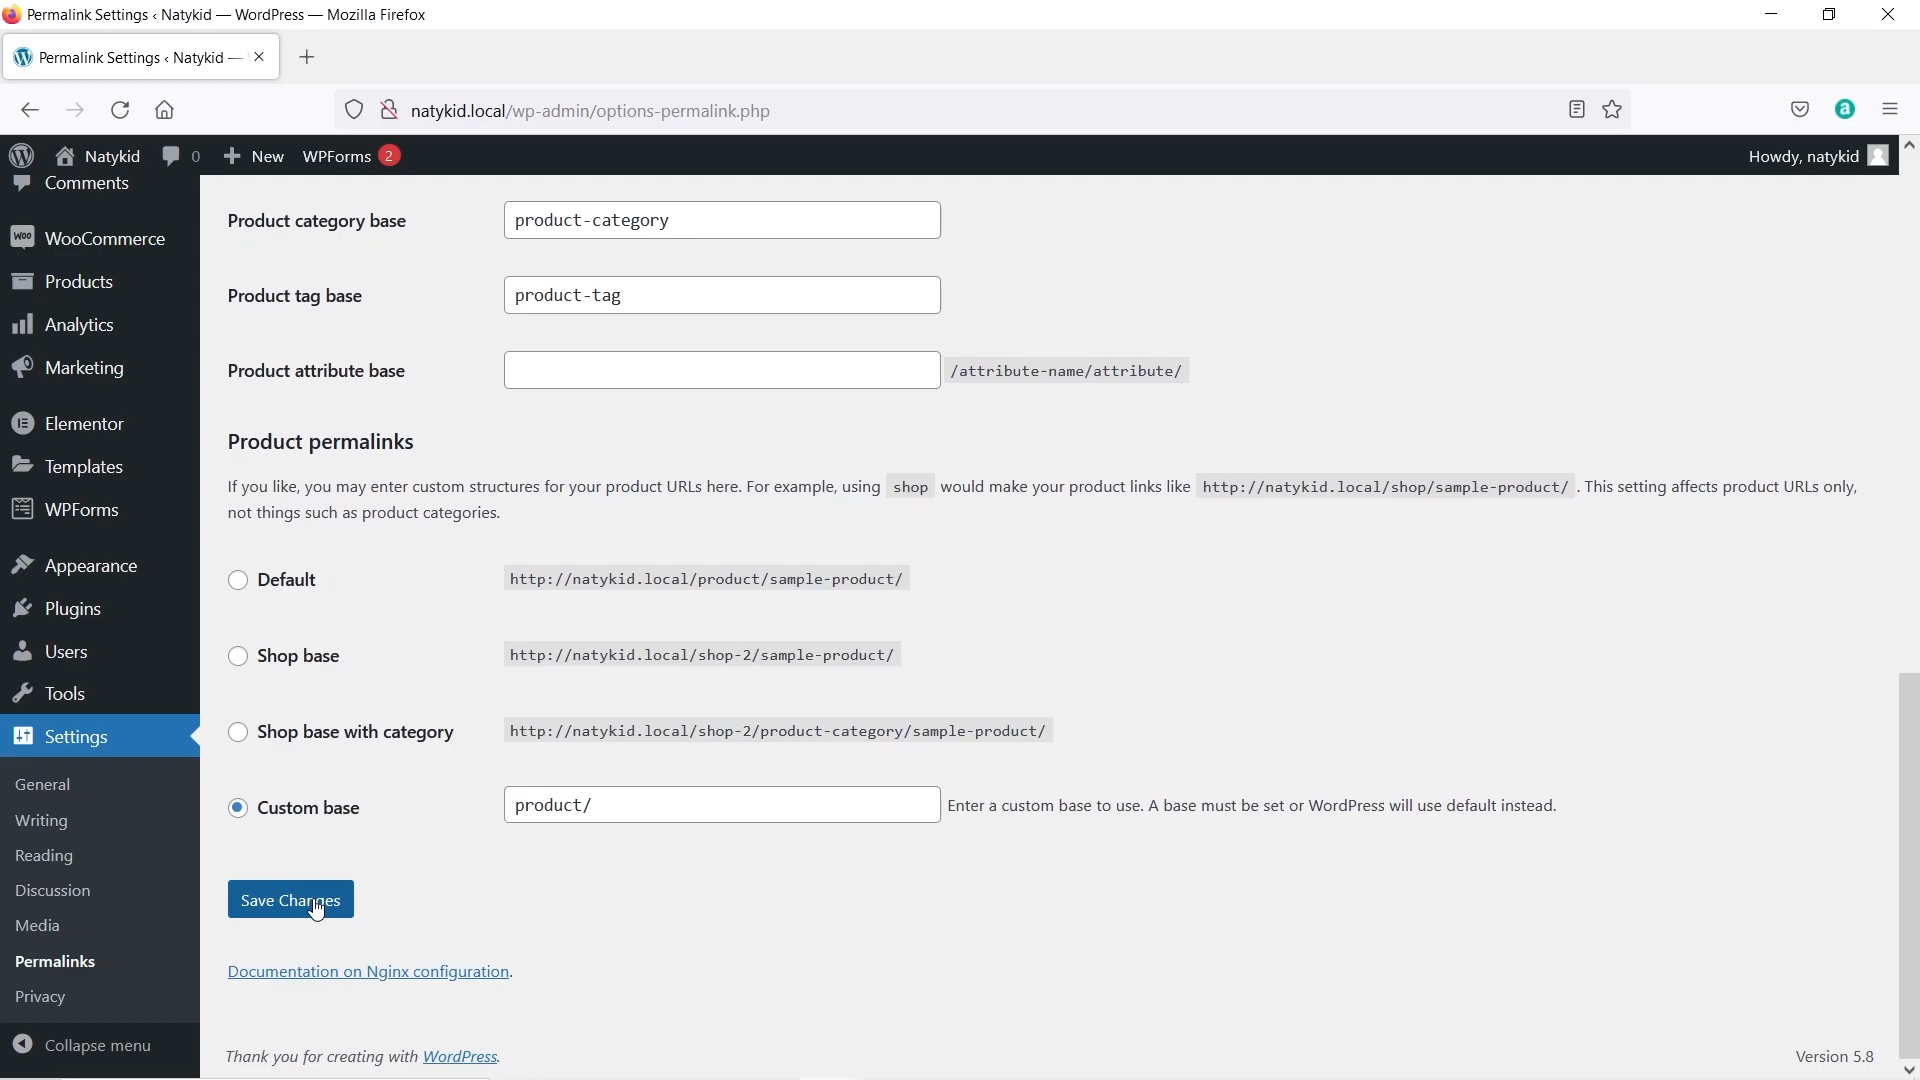 Permalink Settings ‹ Natykid — WordPress — Mozilla Firefox
Permalink Settings ‹ Natykid —
natykid.local/wp-admin/options-permalink.php
Natykid 0 New WPForms 2 Howdy, natykid
Comments
WooCommerce
Products
Analytics
Marketing
Elementor
Templates
WPForms
Appearance
Plugins
Users
Tools
Settings
General
Writing
Reading
Discussion
Media
Permalinks
Privacy
Collapse menu
Product category base product-category
Product tag base product-tag
Product attribute base /attribute-name/attribute/
Product permalinks
If you like, you may enter custom structures for your product URLs here. For example, using shop would make your product links like http://natykid.local/shop/sample-product/ . This setting affects product URLs only,
not things such as product categories.
Default http://natykid.local/product/sample-product/
Shop base http://natykid.local/shop-2/sample-product/
Shop base with category http://natykid.local/shop-2/product-category/sample-product/
Custom base product/ Enter a custom base to use. A base must be set or WordPress will use default instead.
Save Changes
Documentation on Nginx configuration.
Thank you for creating with WordPress. Version 5.8